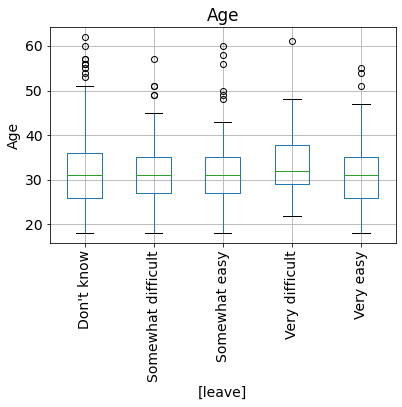 Age
60
50
40
30
20
Age
Don't know
Somewhat difficult
Somewhat easy
Very difficult
Very easy
[leave]